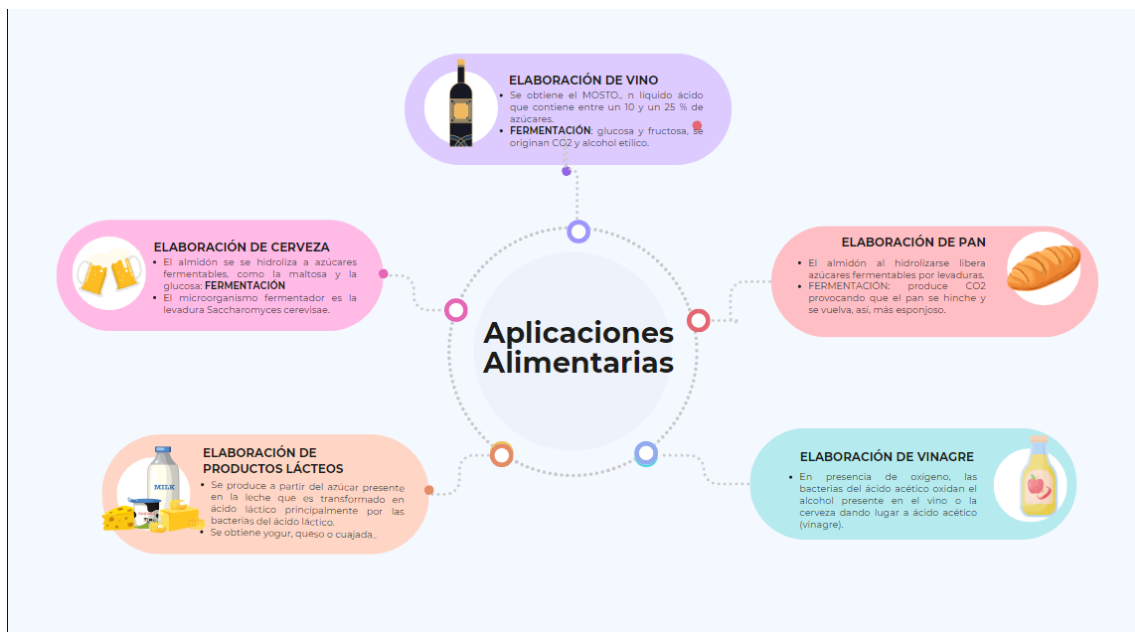 ELABORACIÓN DE VINO
• Se obtiene el MOSTO., n líquido ácido
que contiene entre un 10 y un 25 % de
azúcares.
• FERMENTACIÓN: glucosa y fructosa, se
originan CO2 y alcohol etílico.
ELABORACIÓN DE CERVEZA
• El almidón se se hidroliza a azúcares
fermentables, como la maltosa y la
glucosa: FERMENTACIÓN
• El microorganismo fermentador es la
levadura Saccharomyces cerevisae.
ELABORACIÓN DE PAN
• El almidón al hidrolizarse libera
azúcares fermentables por levaduras.
• FERMENTACIÓN: produce CO2
provocando que el pan se hinche y
se vuelva, así, más esponjoso.
Aplicaciones
Alimentarias
ELABORACIÓN DE
PRODUCTOS LÁCTEOS
• Se produce a partir del azúcar presente
en la leche que es transformado en
ácido láctico principalmente por las
bacterias del ácido láctico.
• Se obtiene yogur, queso o cuajada..
MILK
ELABORACIÓN DE VINAGRE
• En presencia de oxígeno, las
bacterias del ácido acético oxidan el
alcohol presente en el vino o la
cerveza dando lugar a ácido acético
(vinagre).